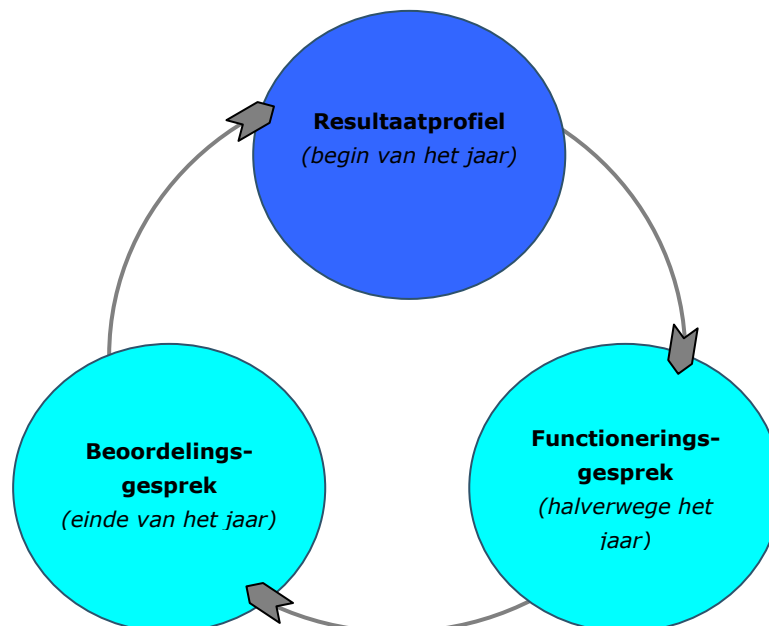 Resultaatprofiel
(begin van het jaar)
Functionerings-
gesprek
(halverwege het
jaar)
Beoordelings-
gesprek
(einde van het jaar)